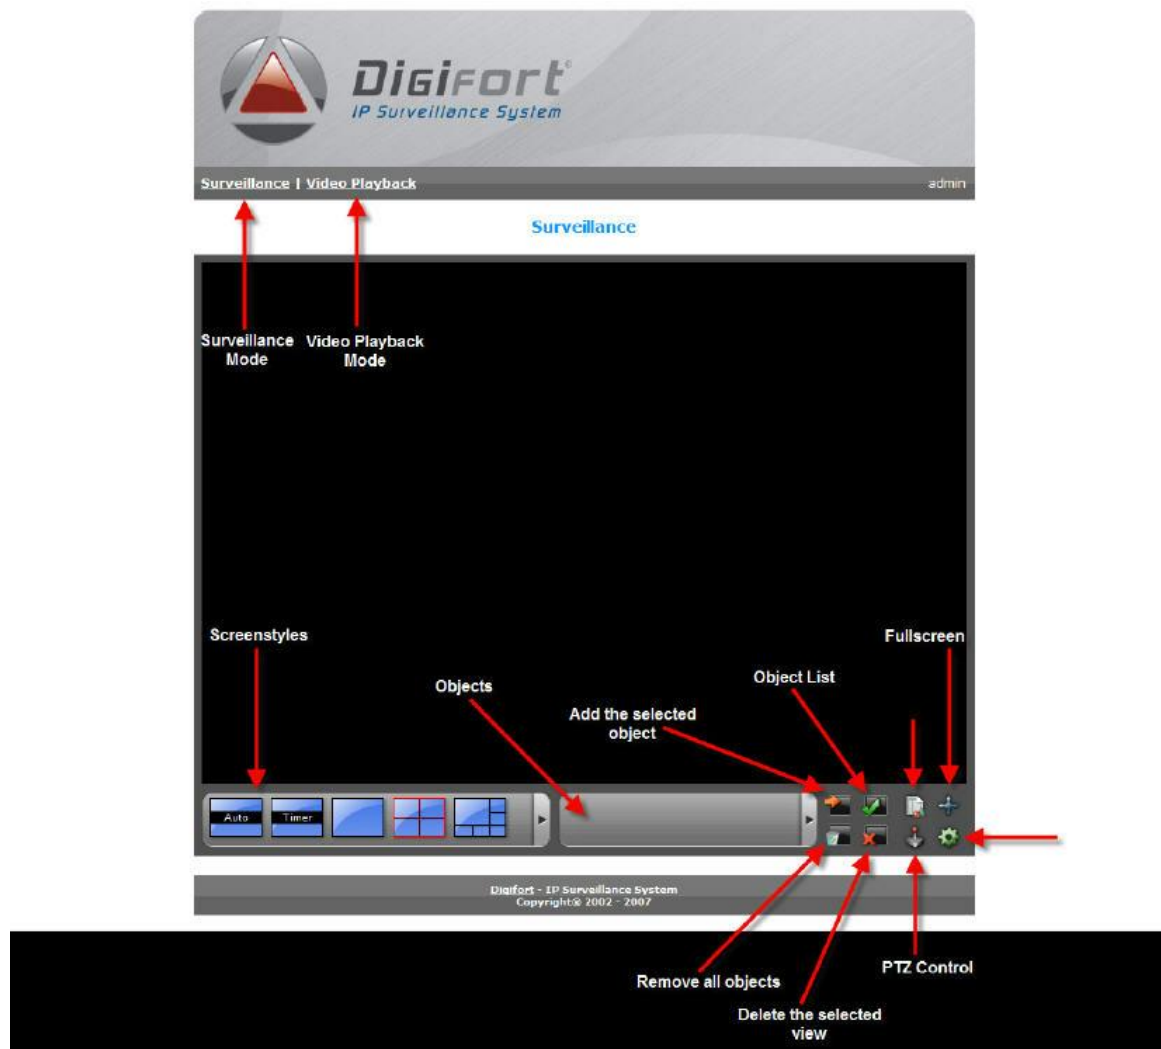 Digifort®
IP Surveillance System
Surveillance | Video Playback
admin
Surveillance
Surveillance
Mode
Video Playback
Mode
Screenstyles
Fullscreen
Objects
Object List
Add the selected
object
Auto
Timer
Digifort - IP Surveillance System
Copyright© 2002 - 2007
Remove all objects
PTZ Control
Delete the selected
view